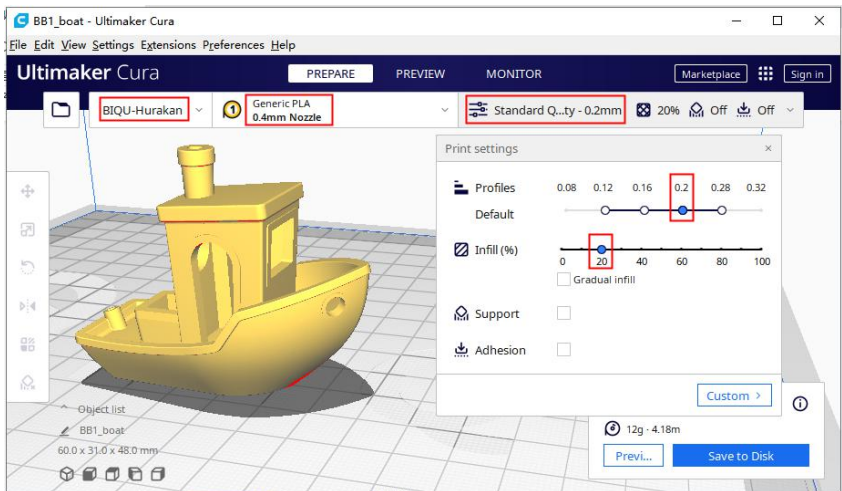 BB1_boat - Ultimaker Cura
File Edit View Settings Extensions Preferences Help
Ultimaker Cura PREPARE PREVIEW MONITOR Marketplace Sign in
BIQU-Hurakan 1 Generic PLA
0.4mm Nozzle
Standard Q...ty - 0.2mm 20% Off Off
Print settings
Profiles 0.08 0.12 0.16 0.2 0.28 0.32
Default
Infill (%)
0 20 40 60 80 100
Gradual infill
Support
Adhesion
Custom
Object list
BB1_boat
60.0 x 31.0 x 48.0 mm
12g · 4.18m
Previ... Save to Disk